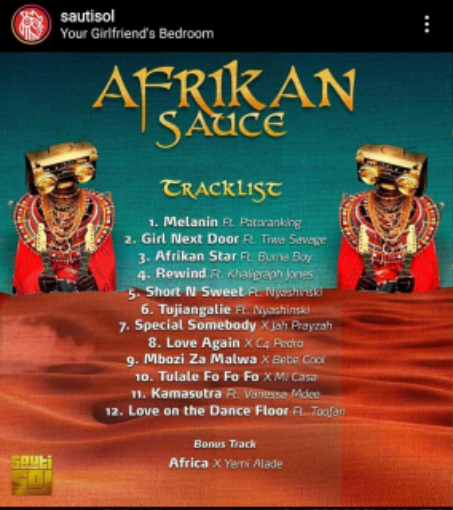 sautisol
Your Girlfriend's Bedroom
AFRIKAN
SAUCE
TRACKLIST
1. Melanin Ft. Patoranking
2. Girl Next Door Ft. Tiwa Savage
3. Afrikan Star Ft. Burna Boy
4. Rewind Ft. Khaligraph Jones
5. Short N Sweet Ft. Nyashinski
6. Tujiangalie Ft. Nyashinski
7. Special Somebody X Jah Prayzah
8. Love Again X C4 Pedro
9. Mbozi Za Malwa X Bebe Cool
10. Tulale Fo Fo Fo X Mi Casa
11. Kamasutra Ft. Vanessa Mdee
12. Love on the Dance Floor Ft. Toofan
Bonus Track
Africa X Yemi Alade
SAUTI
SOL